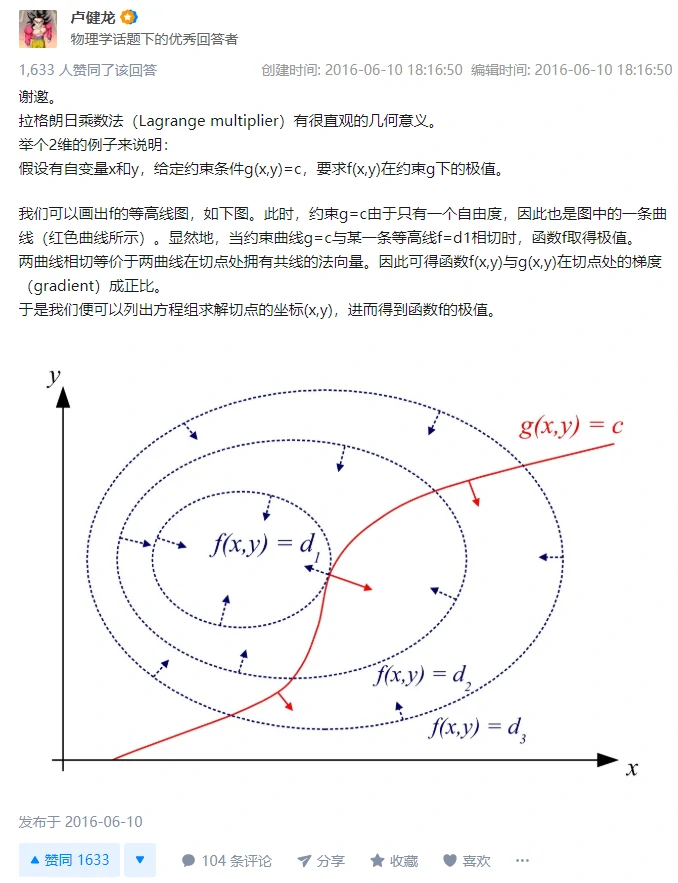 卢健龙
物理学话题下的优秀回答者
1,633 人赞同了该回答
创建时间: 2016-06-10 18:16:50 编辑时间: 2016-06-10 18:16:50
谢邀。
拉格朗日乘数法（Lagrange multiplier）有很直观的几何意义。
举个2维的例子来说明：
假设有自变量x和y，给定约束条件g(x,y)=c，要求f(x,y)在约束g下的极值。
我们可以画出f的等高线图，如下图。此时，约束g=c由于只有一个自由度，因此也是图中的一条曲
线（红色曲线所示）。显然地，当约束曲线g=c与某一条等高线f=d1相切时，函数f取得极值。
两曲线相切等价于两曲线在切点处拥有共线的法向量。因此可得函数f(x,y)与g(x,y)在切点处的梯度
（gradient）成正比。
于是我们便可以列出方程组求解切点的坐标(x,y)，进而得到函数f的极值。
y
g(x,y) = c
f(x,y) = d1
f(x,y) = d2
f(x,y) = d3
x
发布于 2016-06-10
赞同 1633
104 条评论
分享
收藏
喜欢